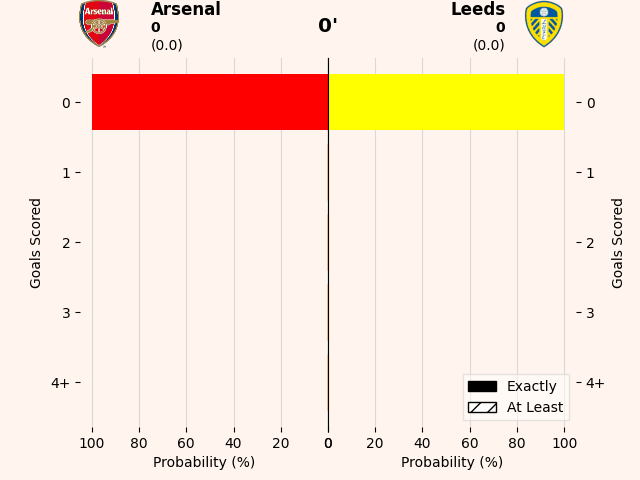 Arsenal
0
(0.0)
0'
Leeds
0
(0.0)
Arsenal
Goals Scored
0
1
2
3
4+
0
1
2
3
4+
Goals Scored
Exactly
At Least
100 80 60 40 20 0 0 20 40 60 80 100
Probability (%) Probability (%)